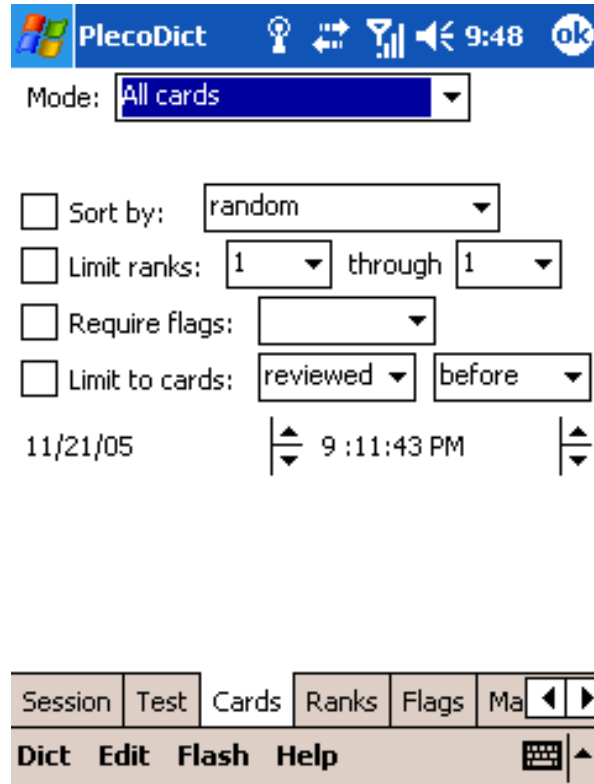 PlecoDict 9:48 ok
Mode: All cards
Sort by: random
Limit ranks: 1 through 1
Require flags:
Limit to cards: reviewed before
11/21/05 9 :11:43 PM
Session Test Cards Ranks Flags Ma
Dict Edit Flash Help